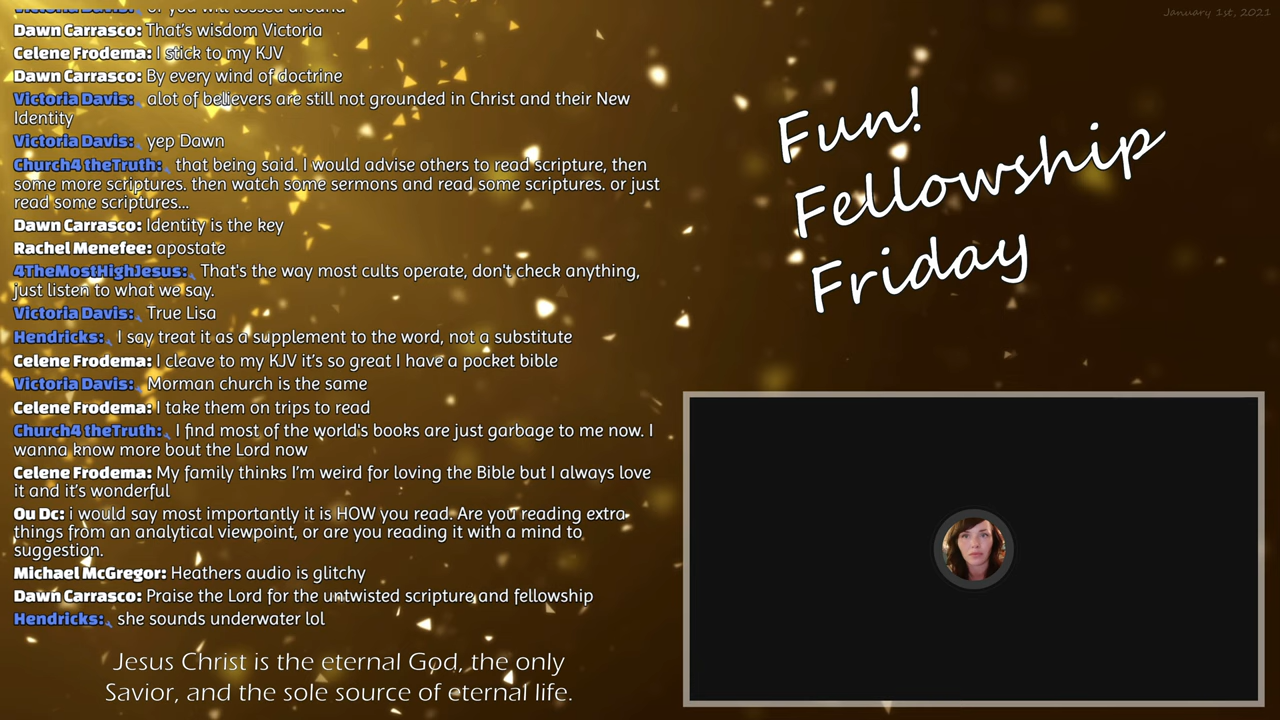 or you will tossed around
Dawn Carrasco: That's wisdom Victoria
Celene Frodema: I stick to my KJV
Dawn Carrasco: By every wind of doctrine
Victoria Davis: alot of believers are still not grounded in Christ and their New
Identity
Victoria Davis: yep Dawn
Church4 theTruth: that being said. I would advise others to read scripture, then
some more scriptures. then watch some sermons and read some scriptures. or just
read some scriptures...
Dawn Carrasco: Identity is the key
Rachel Menefee: apostate
4TheMostHighJesus: That's the way most cults operate, don't check anything,
just listen to what we say.
Victoria Davis: True Lisa
Hendricks: I say treat it as a supplement to the word, not a substitute
Celene Frodema: I cleave to my KJV it's so great I have a pocket bible
Victoria Davis: Morman church is the same
Celene Frodema: I take them on trips to read
Church4 theTruth: I find most of the world's books are just garbage to me now. I
wanna know more bout the Lord now
Celene Frodema: My family thinks I'm weird for loving the Bible but I always love
it and it's wonderful
Ou Dc: i would say most importantly it is HOW you read. Are you reading extra
things from an analytical viewpoint, or are you reading it with a mind to
suggestion.
Michael McGregor: Heathers audio is glitchy
Dawn Carrasco: Praise the Lord for the untwisted scripture and fellowship
Hendricks: she sounds underwater lol
Jesus Christ is the eternal God, the only
Savior, and the sole source of eternal life.
January 1st, 2021
Fun!
Fellowship
Friday